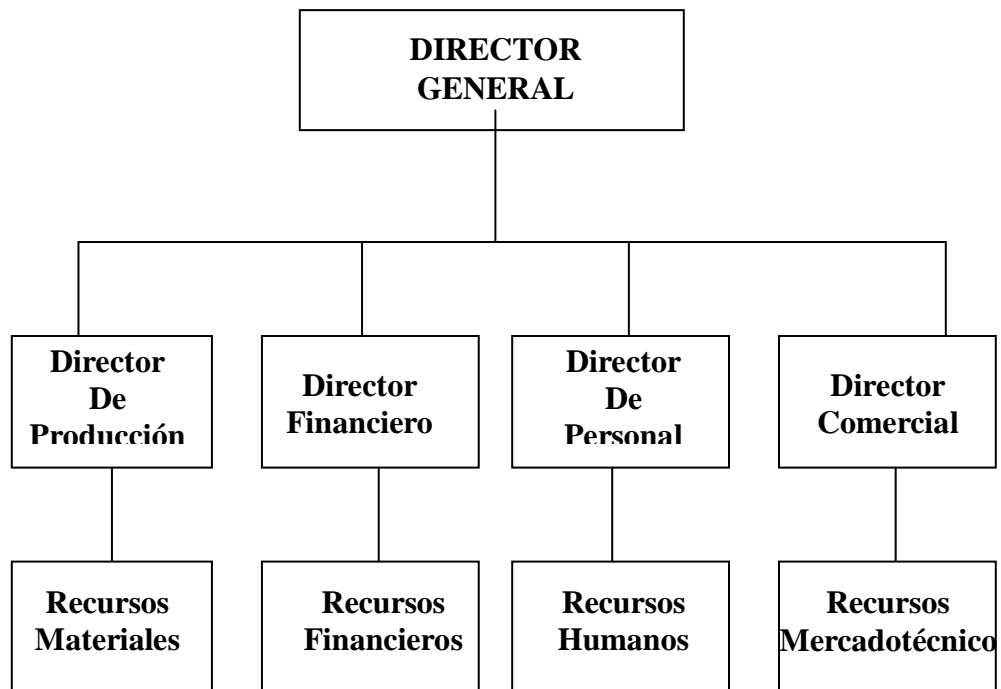 DIRECTOR
GENERAL
Director
De
Producción
Director
Financiero
Director
De
Personal
Director
Comercial
Recursos
Materiales
Recursos
Financieros
Recursos
Humanos
Recursos
Mercadotécnico